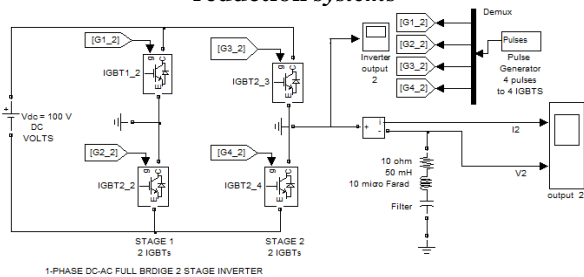 reduction systems
[G1_2]
IGBT1_2
[G3_2]
IGBT2_3
Inverter
output
2
[G1_2]
[G2_2]
[G3_2]
[G4_2]
Demux
Pulses
Pulse
Generator
4 pulses
to 4 IGBTS
Vdc = 100 V
DC
VOLTS
[G2_2]
IGBT2_2
[G4_2]
IGBT2_4
g
C
E
g
C
E
g
C
E
g
C
E
+
-
i
I2
V2
output 2
10 ohm
50 mH
10 micro Farad
Filter
STAGE 1
2 IGBTs
STAGE 2
2 IGBTs
1-PHASE DC-AC FULL BRDIGE 2 STAGE INVERTER